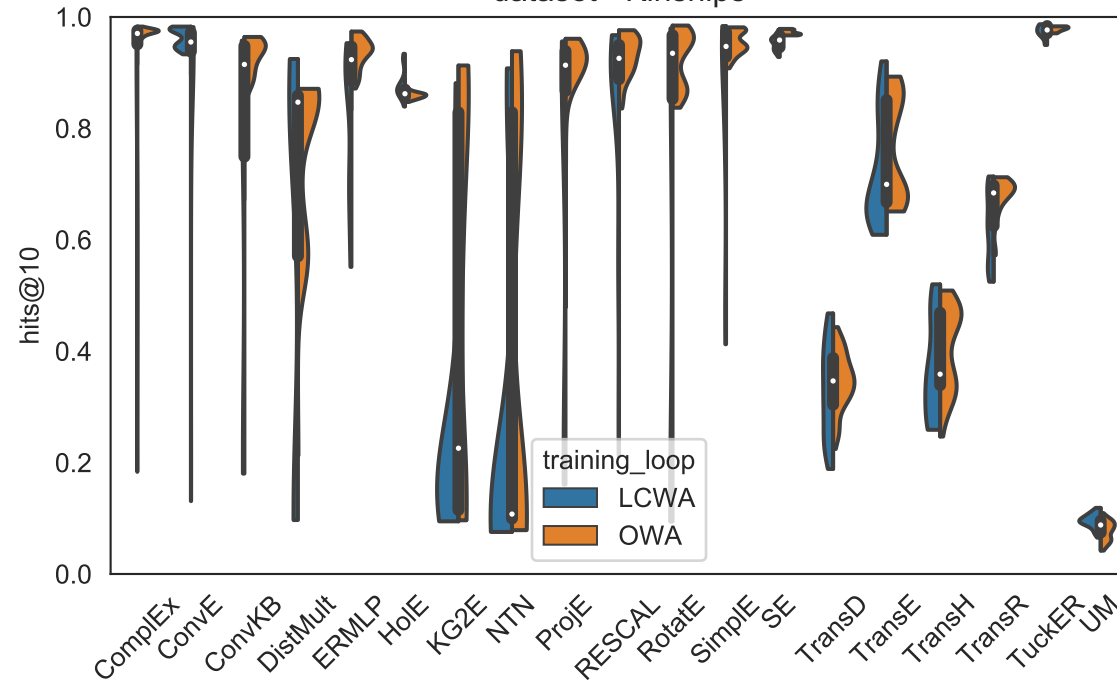 1.0
0.8
0.6
0.4
0.2
0.0
hits@10
training_loop
LCWA
OWA
ComplEx
ConvE
ConvKB
DistMult
ERMLP
HolE
KG2E
NTN
ProjE
RESCAL
RotatE
SimplE
SE
TransD
TransE
TransH
TransR
TuckER
UM